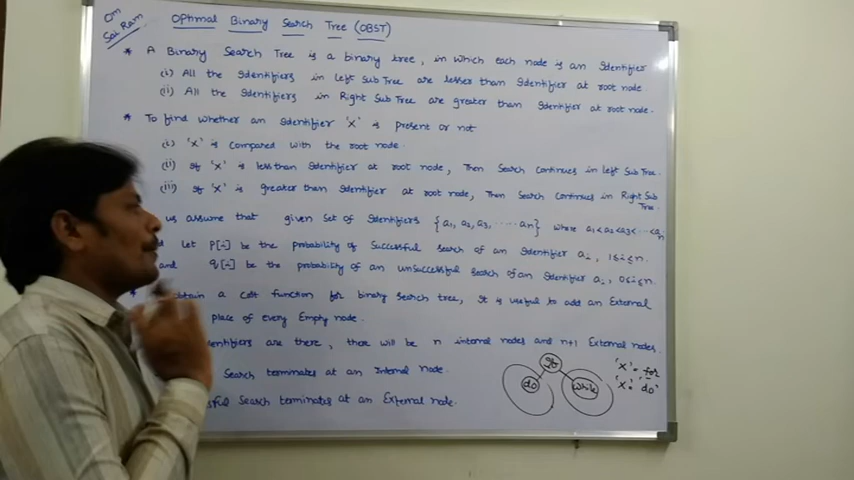 Om
Sai Ram
Optimal Binary Search Tree (OBST)
* A Binary Search Tree is a binary tree, in which each node is an Identifier
(i) All the Identifiers in Left SubTree are lesser than Identifier at root node
(ii) All the Identifiers in Right SubTree are greater than Identifier at root node.
* To find whether an Identifier 'X' is present or not
(i) 'X' is compared with the root node.
(ii) If 'X' is less than Identifier at root node, Then Search continues in left SubTree.
(iii) If 'X' is greater than Identifier at root node, Then Search continues in Right Sub Tree.
us assume that given Set of Identifiers {a1, a2, a3, ..... an} where a1<a2<a3<...<an
Let P[i] be the probability of Successful search of an Identifier ai, 1≤i≤n.
and q[i] be the probability of an unsuccessful search of an Identifier ai, 0≤i≤n.
* obtain a cost function for binary Search tree, It is useful to add an External
place of every Empty node.
dentifiers are there, there will be n internal nodes and n+1 External nodes.
Search terminates at an Internal Node.
ful Search terminates at an External node.
if
do
while
'X' = for
'X' = 'do'